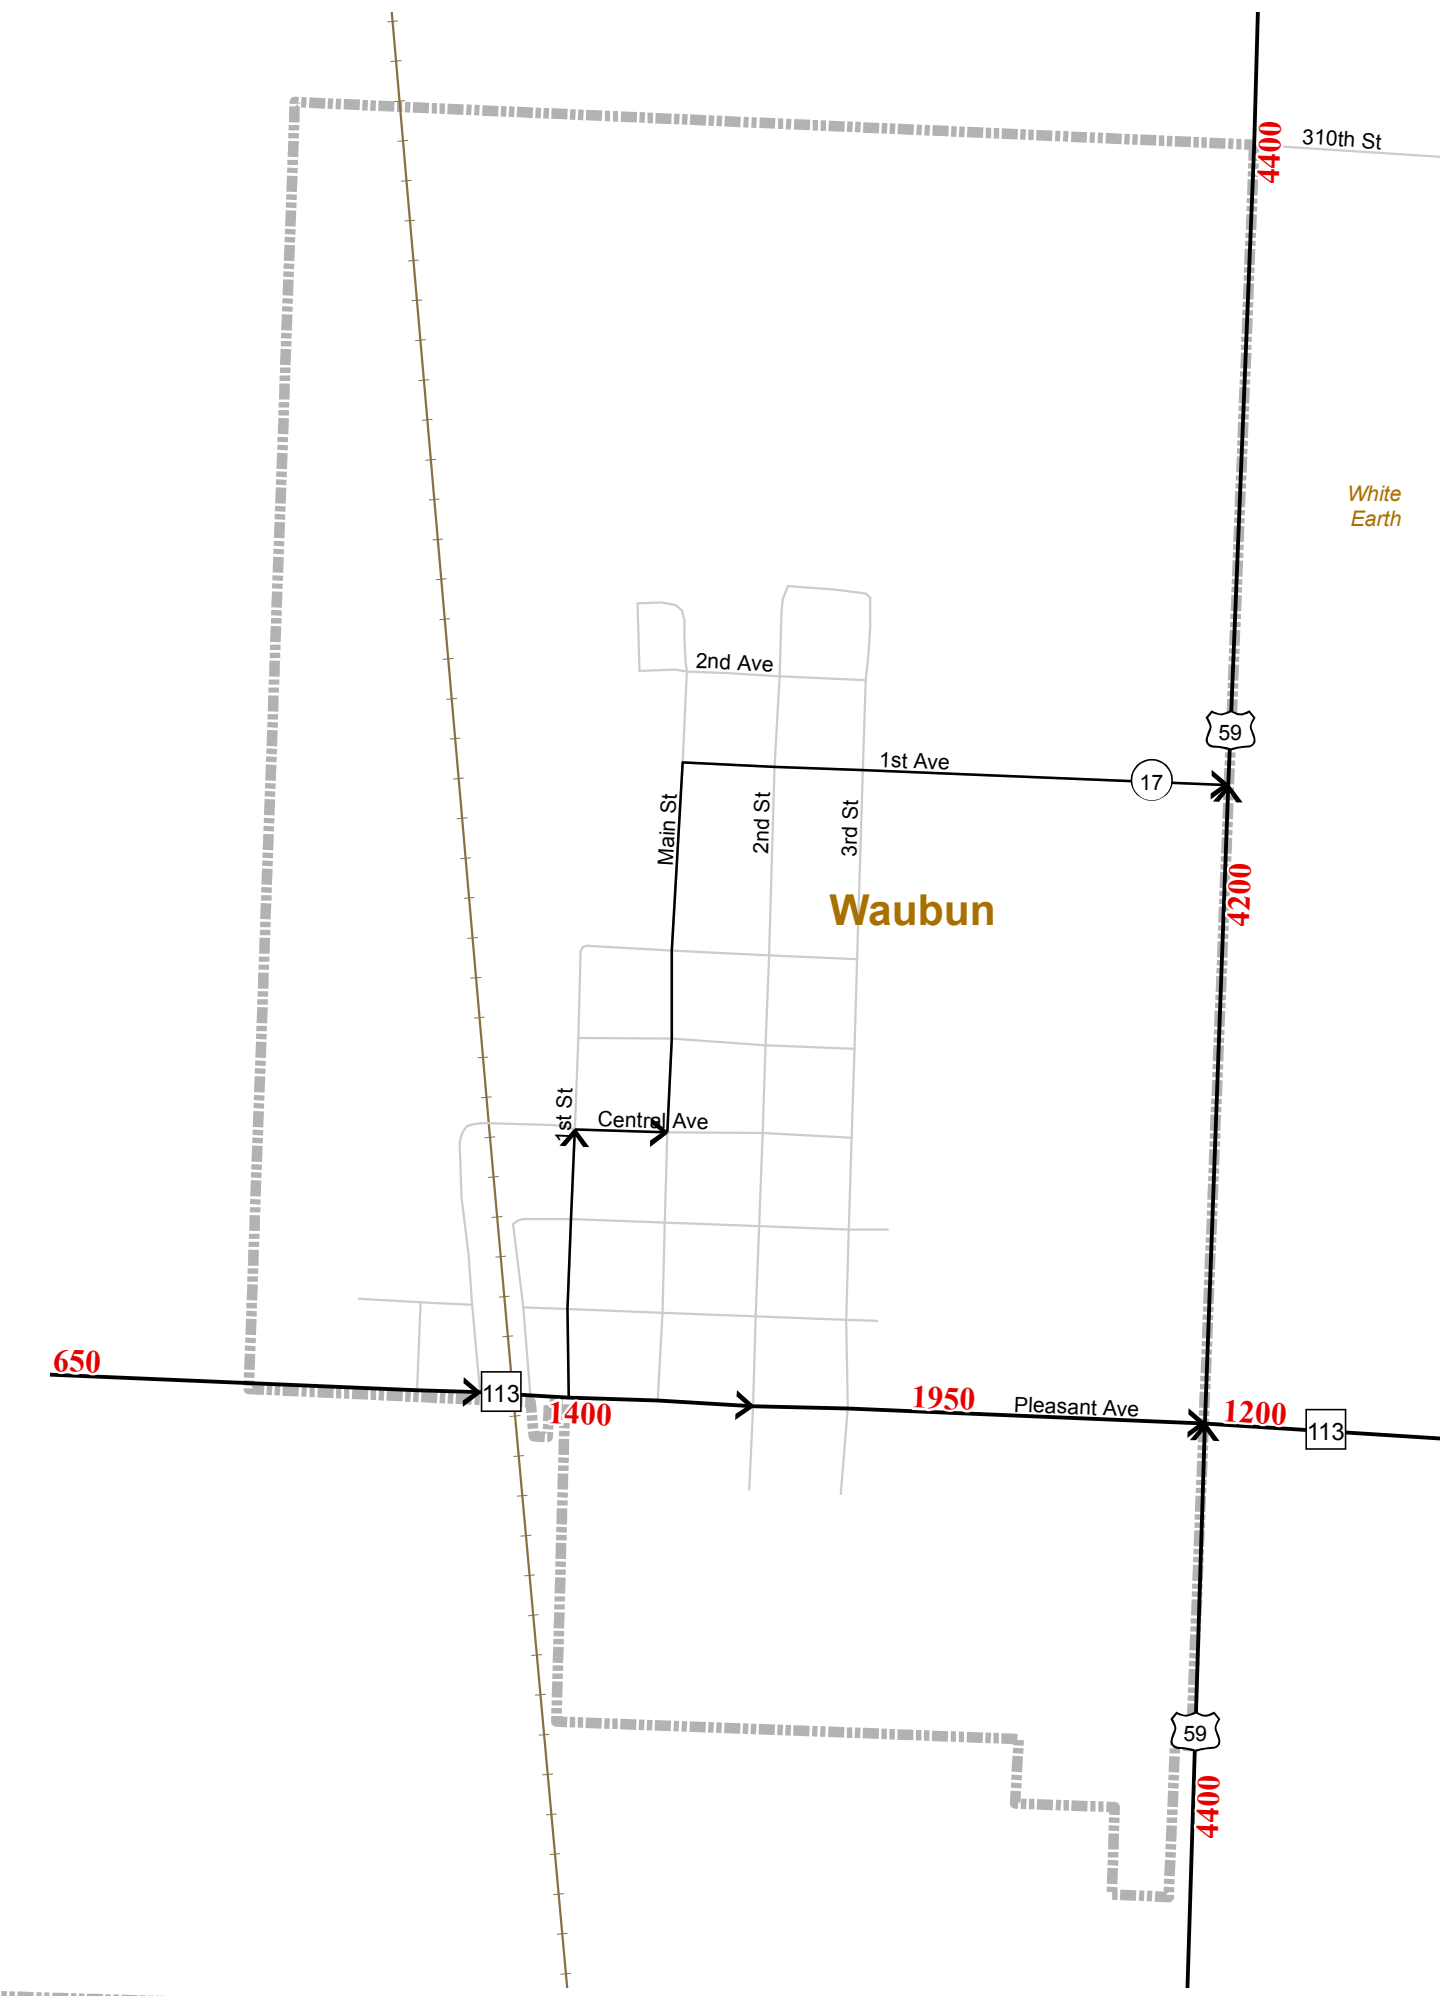 4400
310th St
White
Earth
2nd Ave
59
1st Ave
17
Main St
2nd St
3rd St
4200
Waubun
1st St
Central Ave
650
113
1400
1950
Pleasant Ave
1200
113
59
4400